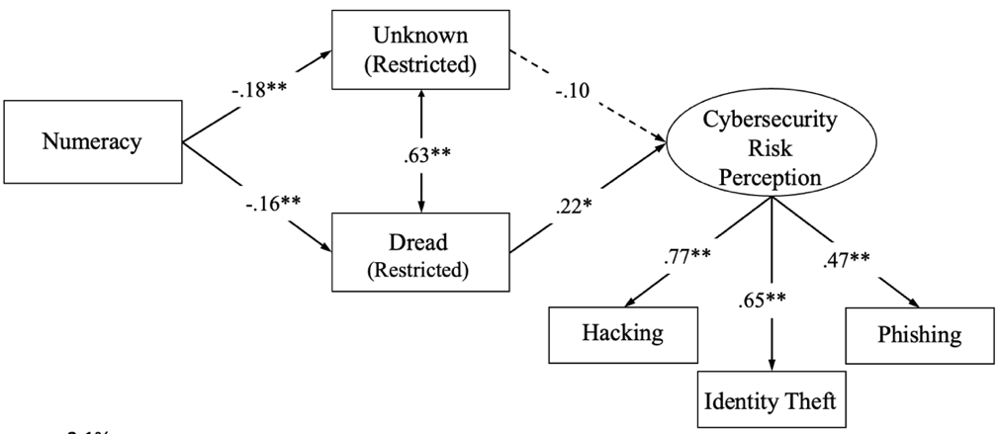 Unknown
(Restricted)
-.18**
-.10
Numeracy
Cybersecurity
Risk
Perception
.63**
-.16**
.22*
Dread
(Restricted)
.77**
.47**
.65**
Hacking
Phishing
Identity Theft